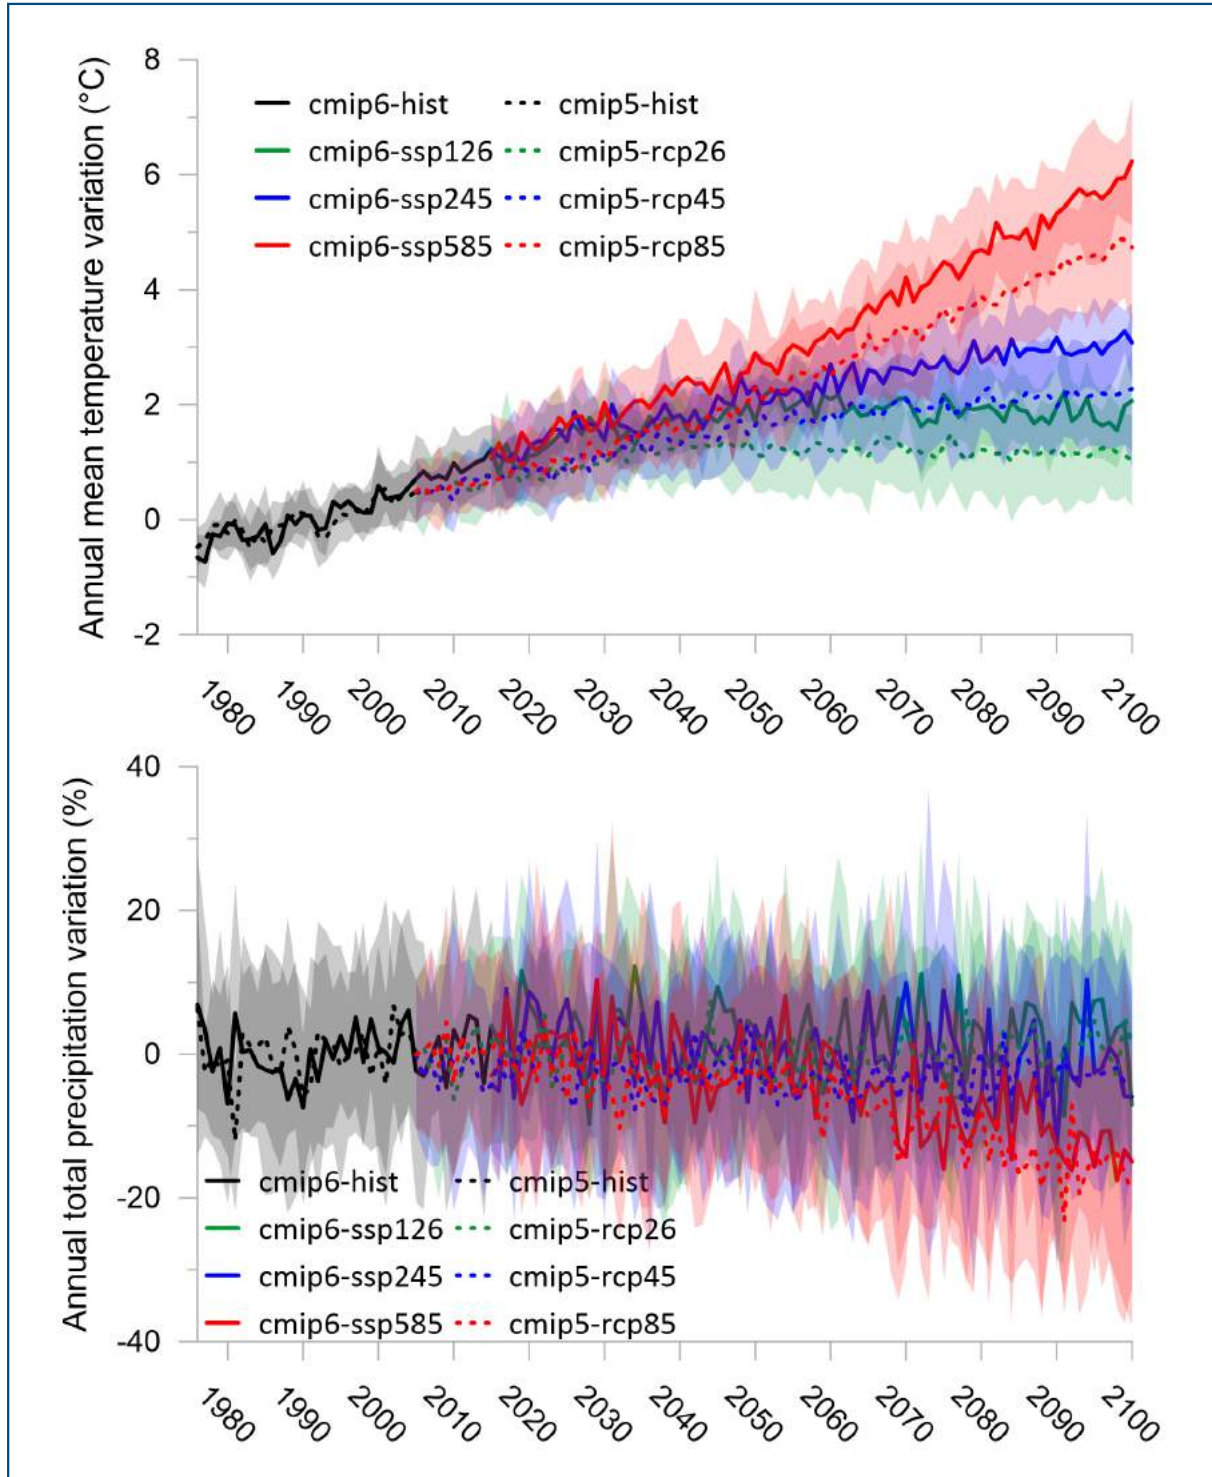 Annual mean temperature variation (°C)
8
6
4
2
0
-2
cmip6-hist cmip5-hist
cmip6-ssp126 cmip5-rcp26
cmip6-ssp245 cmip5-rcp45
cmip6-ssp585 cmip5-rcp85
1980 1990 2000 2010 2020 2030 2040 2050 2060 2070 2080 2090 2100
Annual total precipitation variation (%)
40
20
0
-20
-40
cmip6-hist cmip5-hist
cmip6-ssp126 cmip5-rcp26
cmip6-ssp245 cmip5-rcp45
cmip6-ssp585 cmip5-rcp85
1980 1990 2000 2010 2020 2030 2040 2050 2060 2070 2080 2090 2100